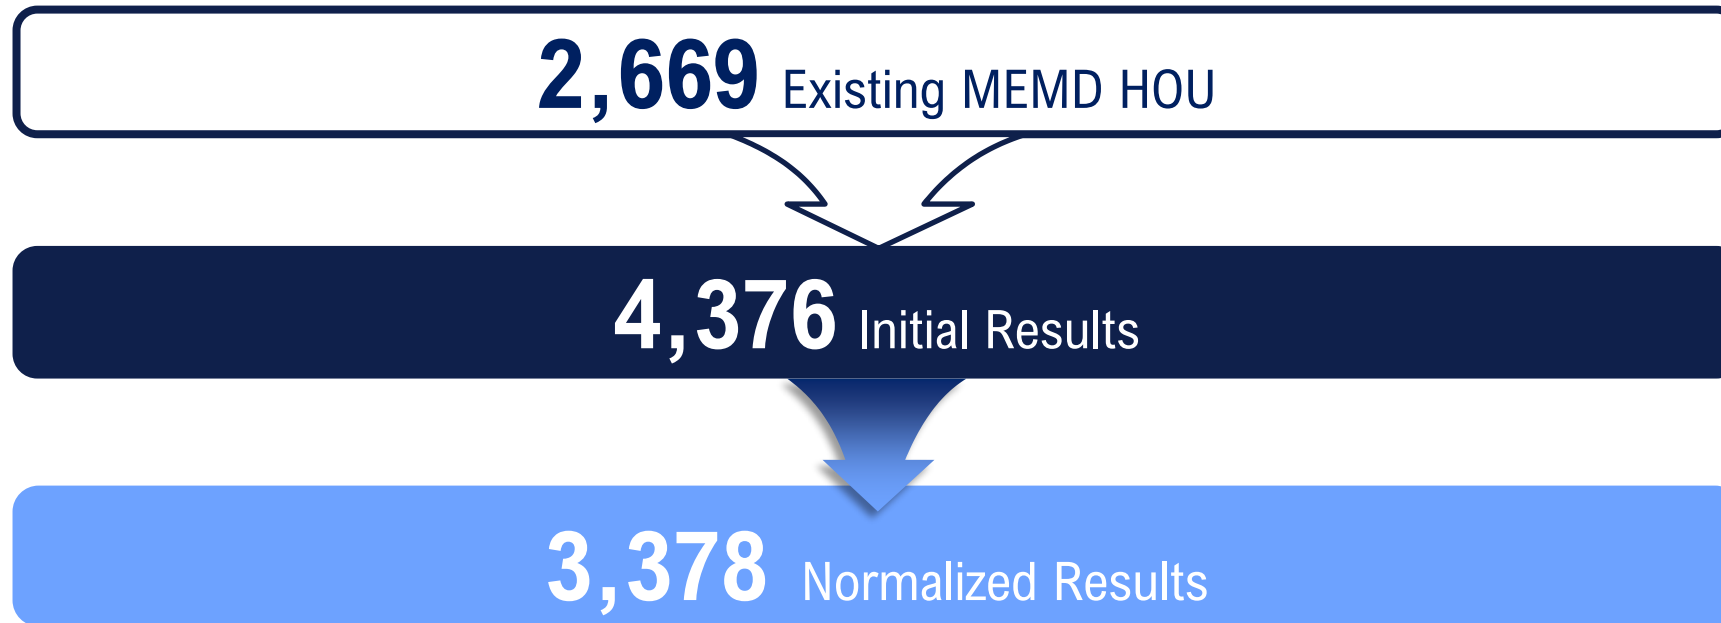 2,669 Existing MEMD HOU
4,376 Initial Results
3,378 Normalized Results